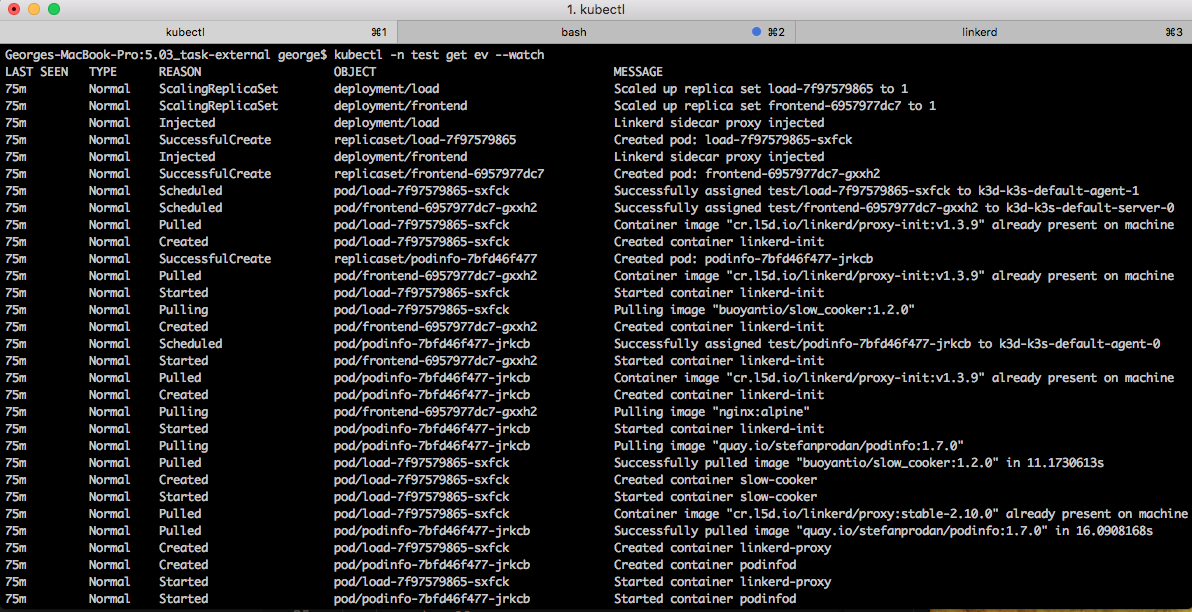 1. kubectl
kubectl ⌘1 bash ⌘2 linkerd ⌘3
Georges-MacBook-Pro:5.03_task-external george$ kubectl -n test get ev --watch
LAST SEEN TYPE REASON OBJECT MESSAGE
75m Normal ScalingReplicaSet deployment/load Scaled up replica set load-7f97579865 to 1
75m Normal ScalingReplicaSet deployment/frontend Scaled up replica set frontend-6957977dc7 to 1
75m Normal Injected deployment/load Linkerd sidecar proxy injected
75m Normal SuccessfulCreate replicaset/load-7f97579865 Created pod: load-7f97579865-sxfck
75m Normal Injected deployment/frontend Linkerd sidecar proxy injected
75m Normal SuccessfulCreate replicaset/frontend-6957977dc7 Created pod: frontend-6957977dc7-gxxh2
75m Normal Scheduled pod/load-7f97579865-sxfck Successfully assigned test/load-7f97579865-sxfck to k3d-k3s-default-agent-1
75m Normal Scheduled pod/frontend-6957977dc7-gxxh2 Successfully assigned test/frontend-6957977dc7-gxxh2 to k3d-k3s-default-server-0
75m Normal Pulled pod/load-7f97579865-sxfck Container image "cr.l5d.io/linkerd/proxy-init:v1.3.9" already present on machine
75m Normal Created pod/load-7f97579865-sxfck Created container linkerd-init
75m Normal SuccessfulCreate replicaset/podinfo-7bfd46f477 Created pod: podinfo-7bfd46f477-jrkcb
75m Normal Pulled pod/frontend-6957977dc7-gxxh2 Container image "cr.l5d.io/linkerd/proxy-init:v1.3.9" already present on machine
75m Normal Started pod/load-7f97579865-sxfck Started container linkerd-init
75m Normal Pulling pod/load-7f97579865-sxfck Pulling image "buoyantio/slow_cooker:1.2.0"
75m Normal Created pod/frontend-6957977dc7-gxxh2 Created container linkerd-init
75m Normal Scheduled pod/podinfo-7bfd46f477-jrkcb Successfully assigned test/podinfo-7bfd46f477-jrkcb to k3d-k3s-default-agent-0
75m Normal Started pod/frontend-6957977dc7-gxxh2 Started container linkerd-init
75m Normal Pulled pod/podinfo-7bfd46f477-jrkcb Container image "cr.l5d.io/linkerd/proxy-init:v1.3.9" already present on machine
75m Normal Created pod/podinfo-7bfd46f477-jrkcb Created container linkerd-init
75m Normal Pulling pod/frontend-6957977dc7-gxxh2 Pulling image "nginx:alpine"
75m Normal Started pod/podinfo-7bfd46f477-jrkcb Started container linkerd-init
75m Normal Pulling pod/podinfo-7bfd46f477-jrkcb Pulling image "quay.io/stefanprodan/podinfo:1.7.0"
75m Normal Pulled pod/load-7f97579865-sxfck Successfully pulled image "buoyantio/slow_cooker:1.2.0" in 11.1730613s
75m Normal Created pod/load-7f97579865-sxfck Created container slow-cooker
75m Normal Started pod/load-7f97579865-sxfck Started container slow-cooker
75m Normal Pulled pod/load-7f97579865-sxfck Container image "cr.l5d.io/linkerd/proxy:stable-2.10.0" already present on machine
75m Normal Pulled pod/podinfo-7bfd46f477-jrkcb Successfully pulled image "quay.io/stefanprodan/podinfo:1.7.0" in 16.0908168s
75m Normal Created pod/load-7f97579865-sxfck Created container linkerd-proxy
75m Normal Created pod/podinfo-7bfd46f477-jrkcb Created container podinfod
75m Normal Started pod/load-7f97579865-sxfck Started container linkerd-proxy
75m Normal Started pod/podinfo-7bfd46f477-jrkcb Started container podinfod